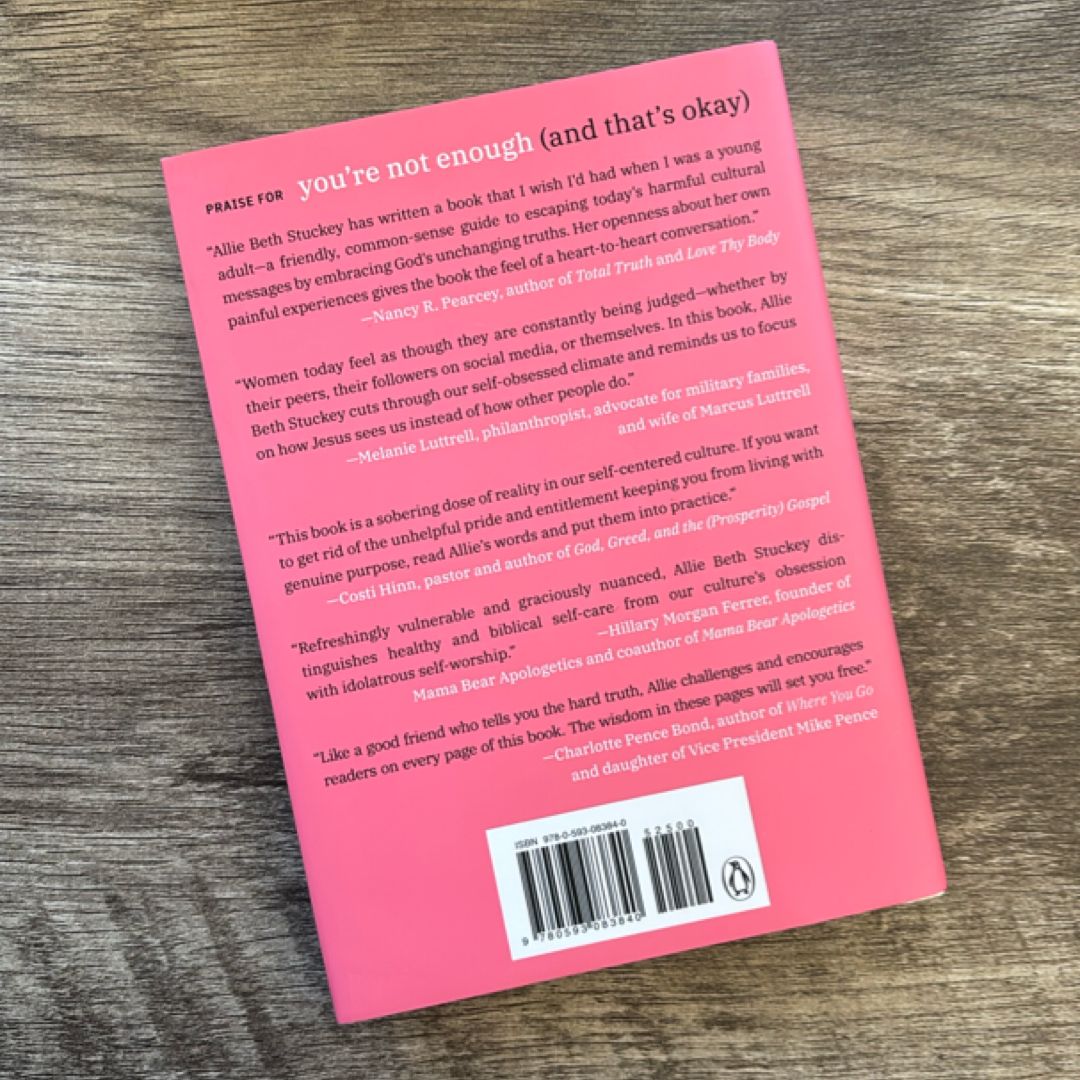 PRAISE FOR you're not enough (and that's okay)
“Allie Beth Stuckey has written a book that I wish I'd had when I was a young
adult—a friendly, common-sense guide to escaping today's harmful cultural
messages by embracing God's unchanging truths. Her openness about her own
painful experiences gives the book the feel of a heart-to-heart conversation.”
—Nancy R. Pearcey, author of Total Truth and Love Thy Body
“Women today feel as though they are constantly being judged—whether by
their peers, their followers on social media, or themselves. In this book, Allie
Beth Stuckey cuts through our self-obsessed climate and reminds us to focus
on how Jesus sees us instead of how other people do.”
—Melanie Luttrell, philanthropist, advocate for military families,
and wife of Marcus Luttrell
“This book is a sobering dose of reality in our self-centered culture. If you want
to get rid of the unhelpful pride and entitlement keeping you from living with
genuine purpose, read Allie's words and put them into practice.”
—Costi Hinn, pastor and author of God, Greed, and the (Prosperity) Gospel
“Refreshingly vulnerable and graciously nuanced, Allie Beth Stuckey dis-
tinguishes healthy and biblical self-care from our culture's obsession
with idolatrous self-worship.”
—Hillary Morgan Ferrer, founder of
Mama Bear Apologetics and coauthor of Mama Bear Apologetics
“Like a good friend who tells you the hard truth, Allie challenges and encourages
readers on every page of this book. The wisdom in these pages will set you free.”
—Charlotte Pence Bond, author of Where You Go
and daughter of Vice President Mike Pence
ISBN 978-0-593-08384-0
52500
9 780593 083840